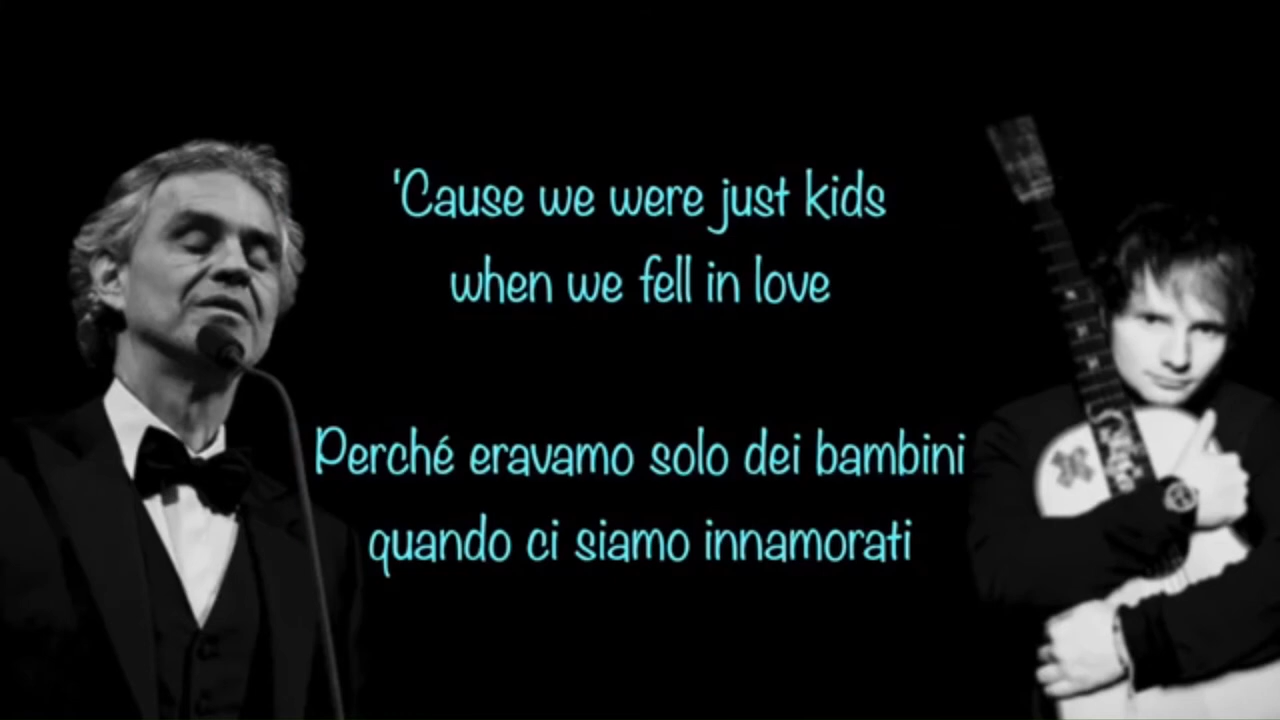 'Cause we were just kids
when we fell in love
Perché eravamo solo dei bambini
quando ci siamo innamorati